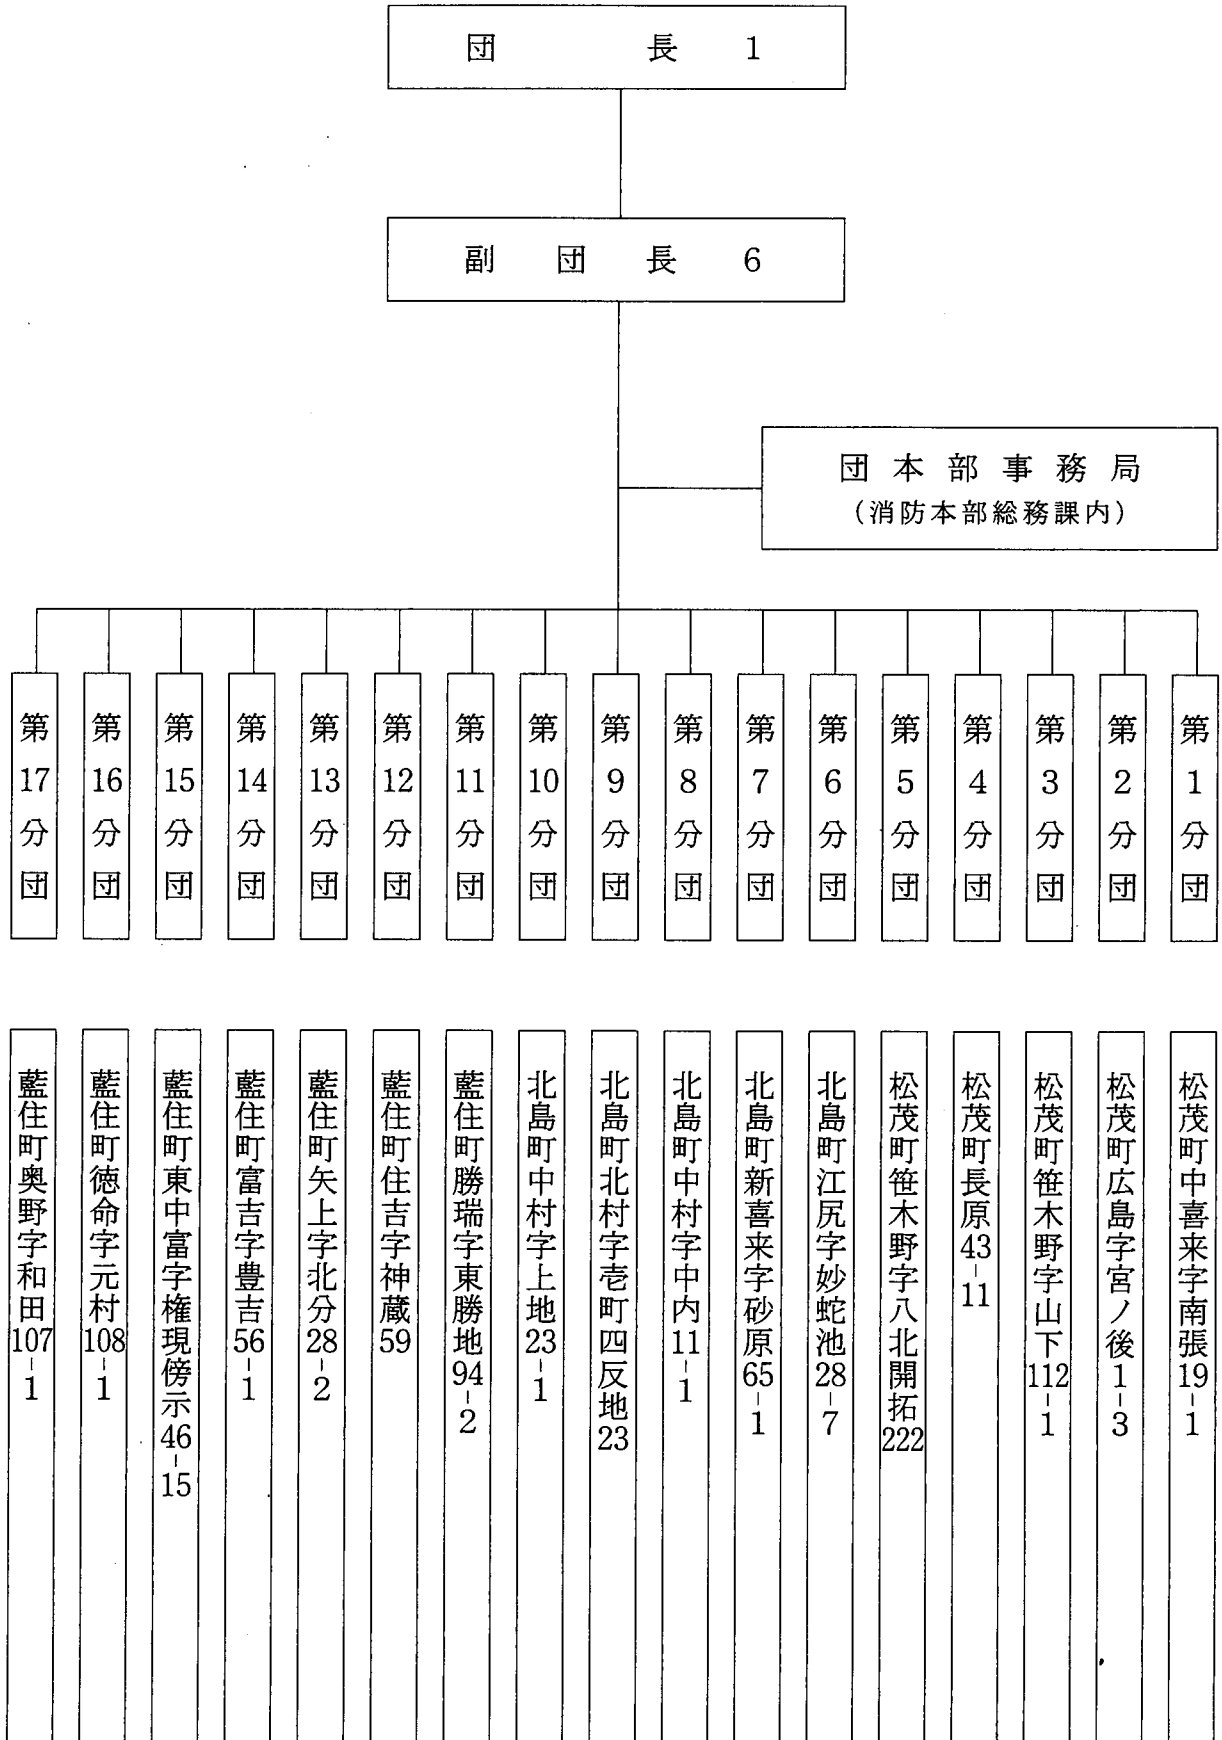 団長 1
副団長 6
団本部事務局
(消防本部総務課内)
第1分団
第2分団
第3分団
第4分団
第5分団
第6分団
第7分団
第8分団
第9分団
第10分団
第11分団
第12分団
第13分団
第14分団
第15分団
第16分団
第17分団
松茂町中喜来字南張19-1
松茂町広島字宮ノ後1-3
松茂町笹木野字山下112-1
松茂町長原43-11
松茂町笹木野字八北開拓222
北島町江尻字妙蛇池28-7
北島町新喜来字砂原65-1
北島町中村字中内11-1
北島町北村字壱町四反地23
北島町中村字上地23-1
藍住町勝瑞字東勝地94-2
藍住町住吉字神蔵59
藍住町矢上字北分28-2
藍住町富吉字豊吉56-1
藍住町東中富字権現傍示46-15
藍住町徳命字元村108-1
藍住町奥野字和田107-1